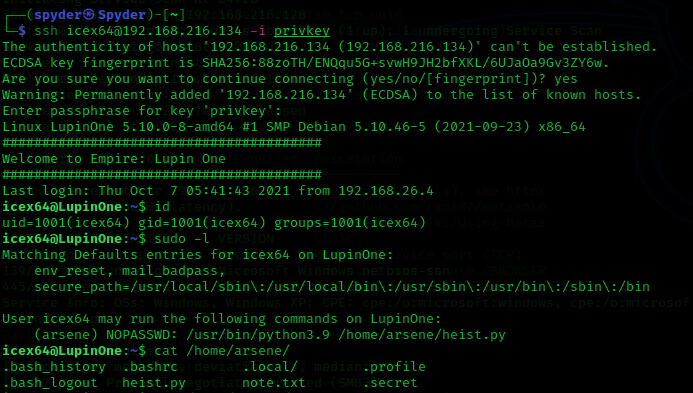 ┌──(spyder㉿Spyder)-[~]
└─$ ssh icex64@192.168.216.134 -i privkey
The authenticity of host '192.168.216.134 (192.168.216.134)' can't be established.
ECDSA key fingerprint is SHA256:88zoTH/ENQqu5G+svwH9JH2bfXKL/6UJaOa9Gv3ZY6w.
Are you sure you want to continue connecting (yes/no/[fingerprint])? yes
Warning: Permanently added '192.168.216.134' (ECDSA) to the list of known hosts.
Enter passphrase for key 'privkey':
Linux LupinOne 5.10.0-8-amd64 #1 SMP Debian 5.10.46-5 (2021-09-23) x86_64
########################################
Welcome to Empire: Lupin One
########################################
Last login: Thu Oct  7 05:41:43 2021 from 192.168.26.4
icex64@LupinOne:~$ id
uid=1001(icex64) gid=1001(icex64) groups=1001(icex64)
icex64@LupinOne:~$ sudo -l
Matching Defaults entries for icex64 on LupinOne:
    env_reset, mail_badpass,
    secure_path=/usr/local/sbin\:/usr/local/bin\:/usr/sbin\:/usr/bin\:/sbin\:/bin
User icex64 may run the following commands on LupinOne:
    (arsene) NOPASSWD: /usr/bin/python3.9 /home/arsene/heist.py
icex64@LupinOne:~$ cat /home/arsene/
.bash_history  .bashrc        .local/        .profile
.bash_logout   heist.py       note.txt       .secret